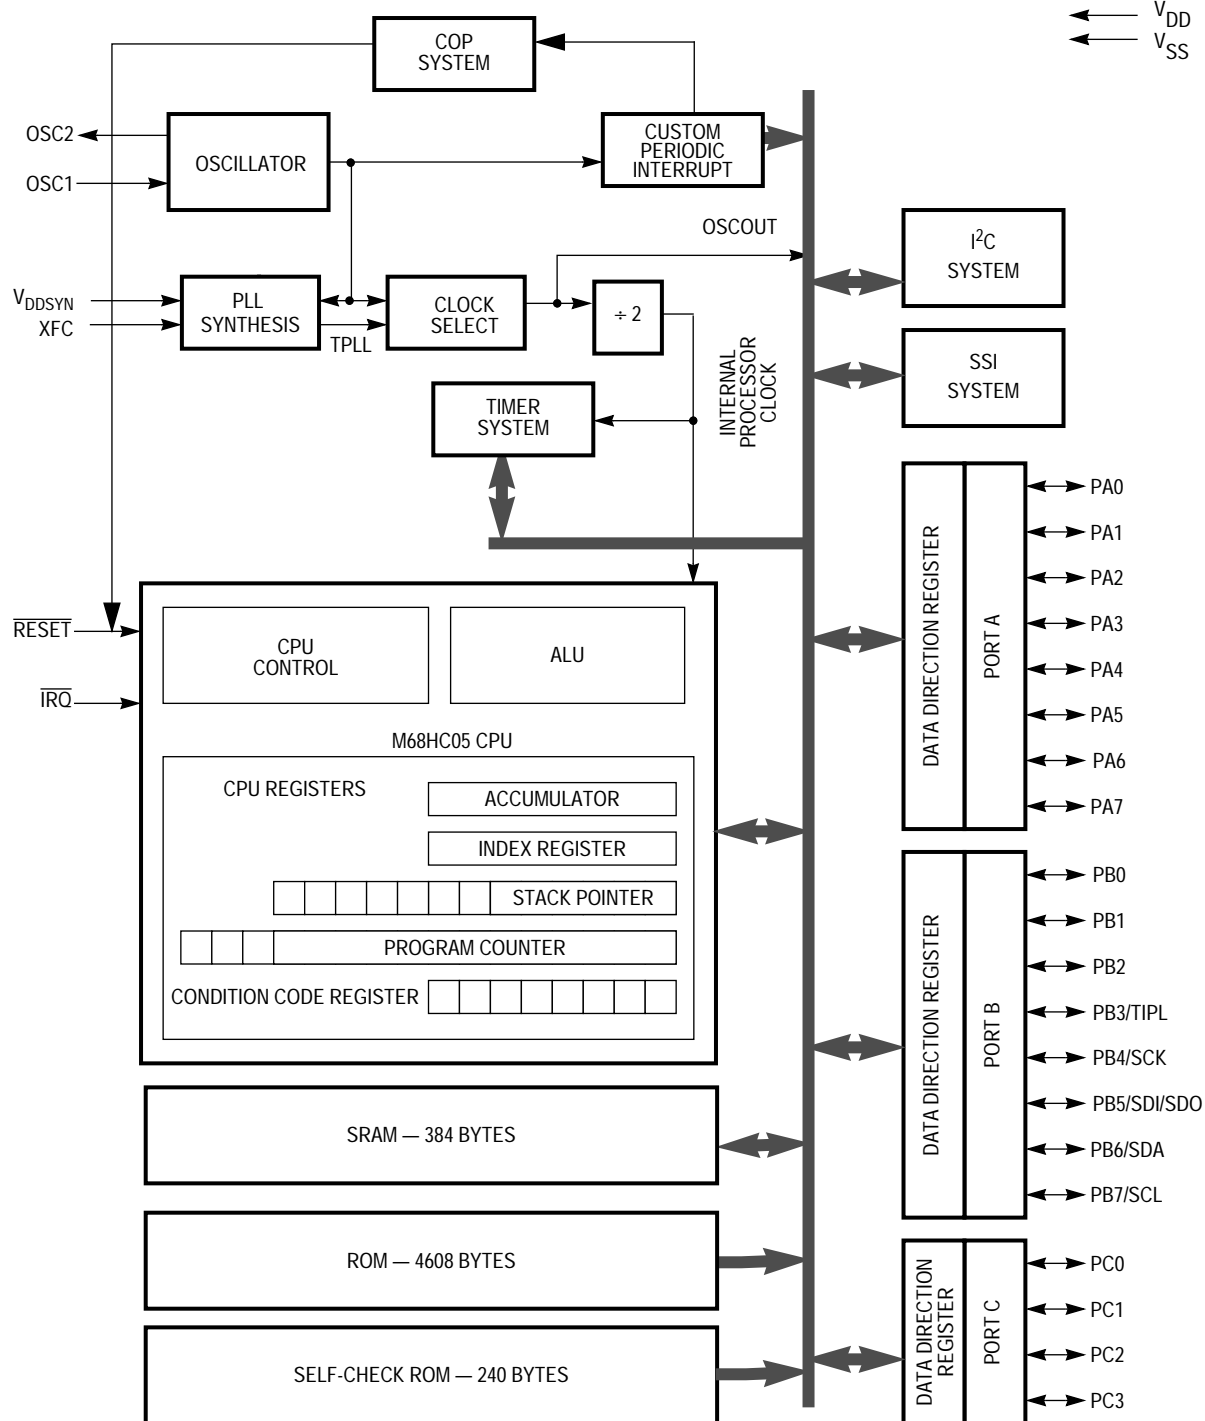 V_DD
V_SS
COP
SYSTEM
OSC2
OSC1
OSCILLATOR
CUSTOM
PERIODIC
INTERRUPT
OSCOUT
V_DDSYN
XFC
PLL
SYNTHESIS
TPLL
CLOCK
SELECT
÷ 2
INTERNAL
PROCESSOR
CLOCK
TIMER
SYSTEM
I²C
SYSTEM
SSI
SYSTEM
RESET
IRQ
CPU
CONTROL
ALU
M68HC05 CPU
CPU REGISTERS
ACCUMULATOR
INDEX REGISTER
STACK POINTER
PROGRAM COUNTER
CONDITION CODE REGISTER
SRAM — 384 BYTES
ROM — 4608 BYTES
SELF-CHECK ROM — 240 BYTES
DATA DIRECTION REGISTER
PORT A
PA0
PA1
PA2
PA3
PA4
PA5
PA6
PA7
DATA DIRECTION REGISTER
PORT B
PB0
PB1
PB2
PB3/TIPL
PB4/SCK
PB5/SDI/SDO
PB6/SDA
PB7/SCL
DATA DIRECTION
REGISTER
PORT C
PC0
PC1
PC2
PC3